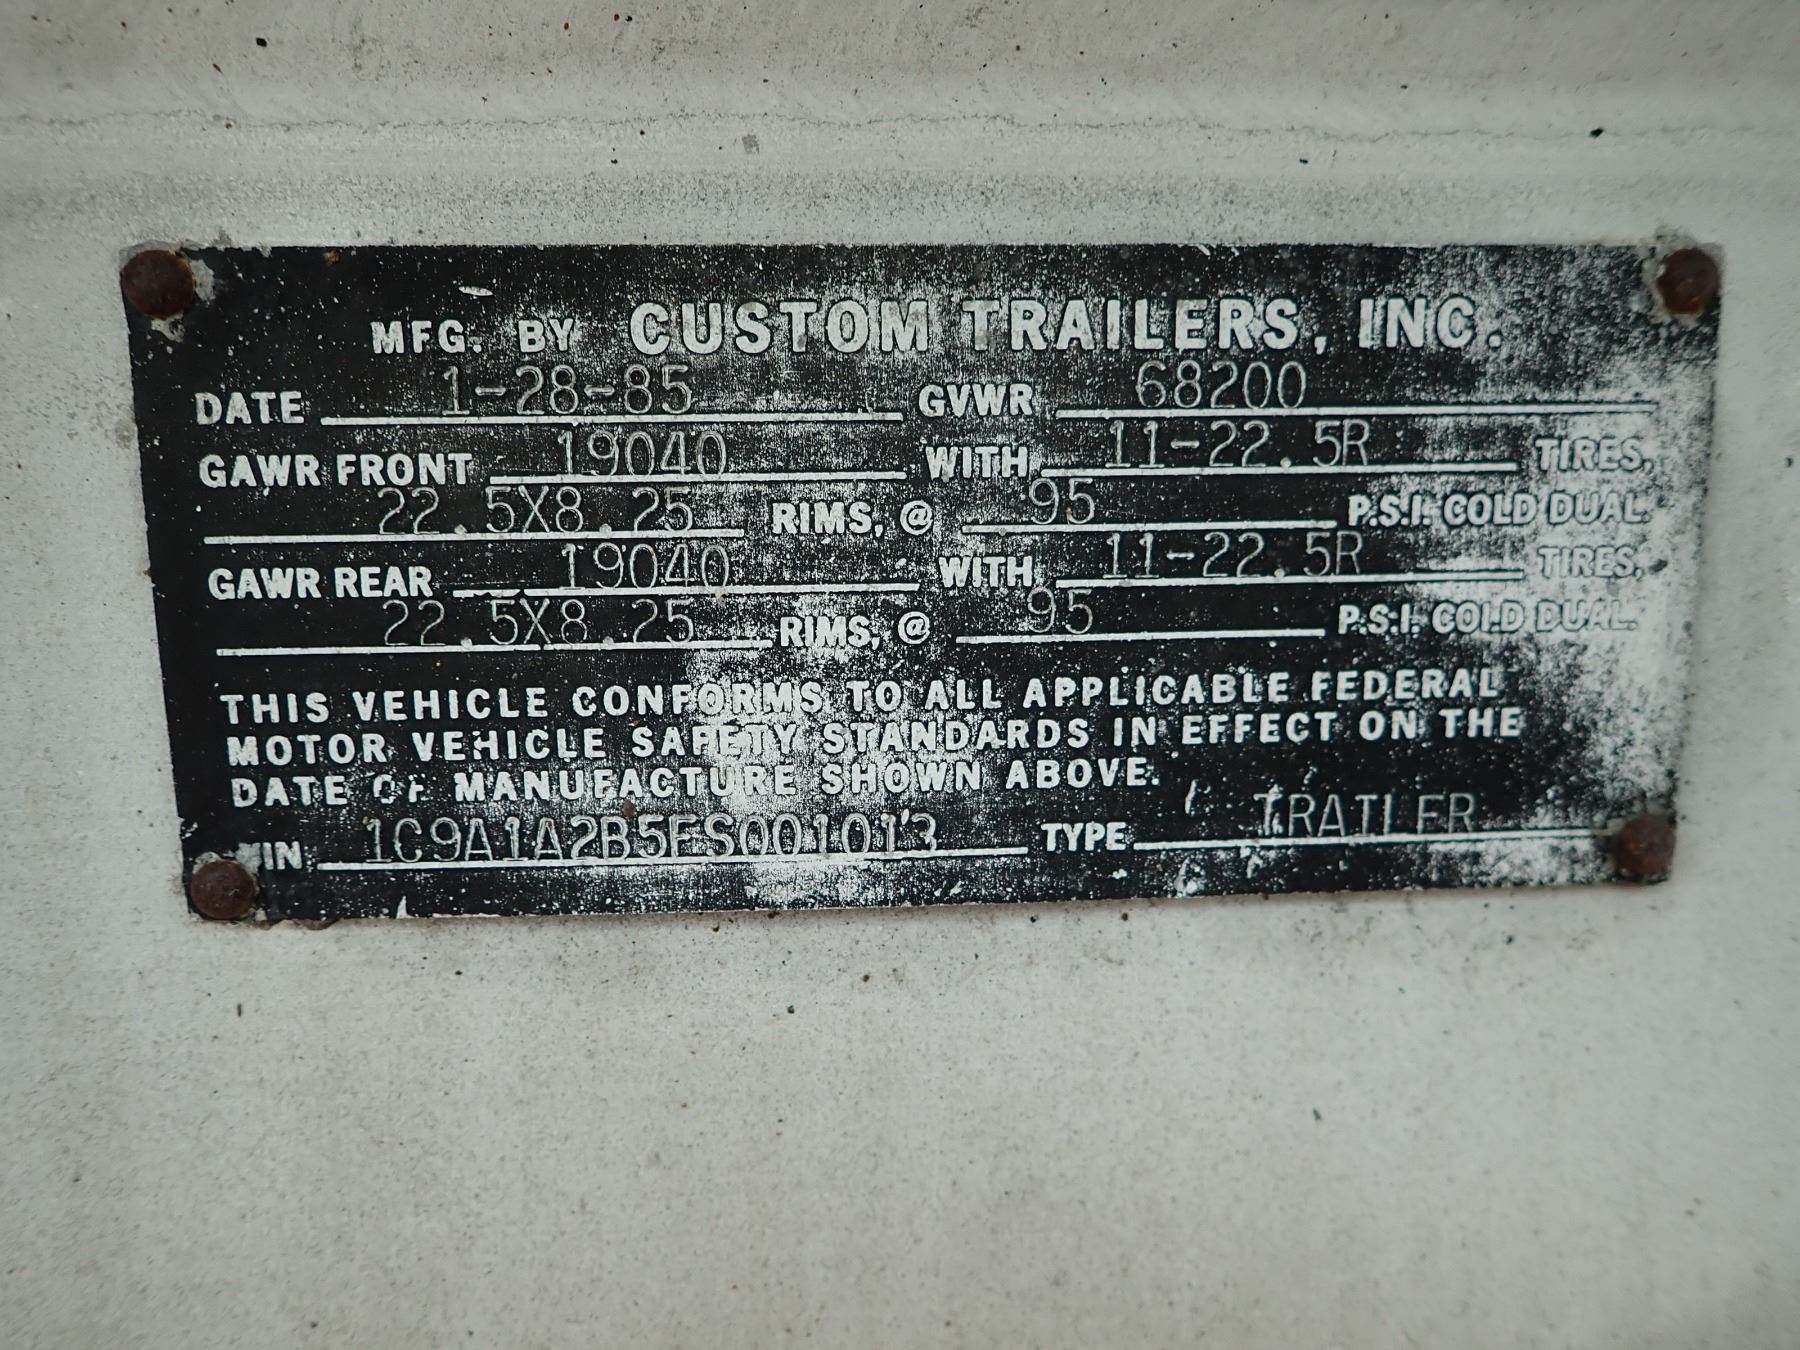 MFG. BY CUSTOM TRAILERS, INC.
DATE 1-28-85 GVWR 68200
GAWR FRONT 19040 WITH 11-22.5R TIRES,
22.5X8.25 RIMS, @ 95 P.S.I. COLD DUAL.
GAWR REAR 19040 WITH 11-22.5R TIRES,
22.5X8.25 RIMS, @ 95 P.S.I. COLD DUAL.
THIS VEHICLE CONFORMS TO ALL APPLICABLE FEDERAL
MOTOR VEHICLE SAFETY STANDARDS IN EFFECT ON THE
DATE OF MANUFACTURE SHOWN ABOVE.
VIN 1C9A1A2B5FS001013 TYPE TRAILER